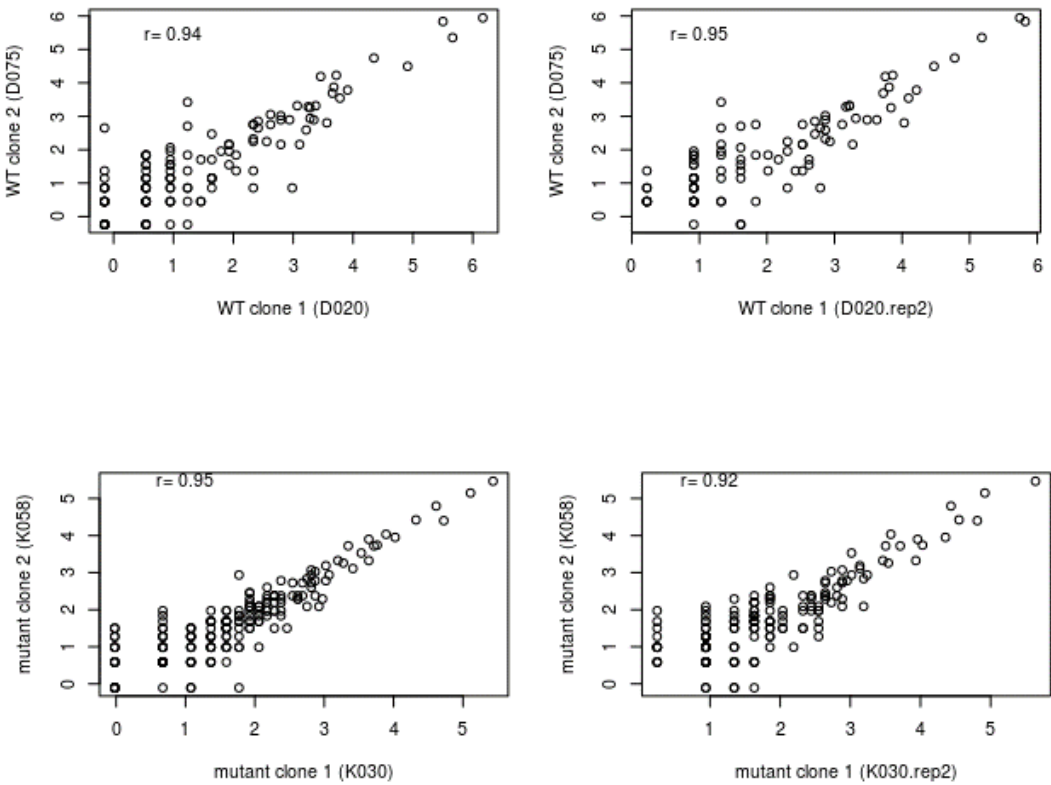 r= 0.94
WT clone 2 (D075)
0 1 2 3 4 5 6
0 1 2 3 4 5 6
WT clone 1 (D020)
r= 0.95
WT clone 2 (D075)
0 1 2 3 4 5 6
0 1 2 3 4 5 6
WT clone 1 (D020.rep2)
r= 0.95
mutant clone 2 (K058)
0 1 2 3 4 5
0 1 2 3 4 5
mutant clone 1 (K030)
r= 0.92
mutant clone 2 (K058)
0 1 2 3 4 5
1 2 3 4 5
mutant clone 1 (K030.rep2)